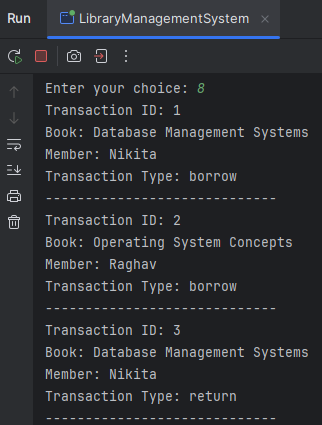 Run LibraryManagementSystem ×
Enter your choice: 8
Transaction ID: 1
Book: Database Management Systems
Member: Nikita
Transaction Type: borrow
-----------------------------
Transaction ID: 2
Book: Operating System Concepts
Member: Raghav
Transaction Type: borrow
-----------------------------
Transaction ID: 3
Book: Database Management Systems
Member: Nikita
Transaction Type: return
-----------------------------